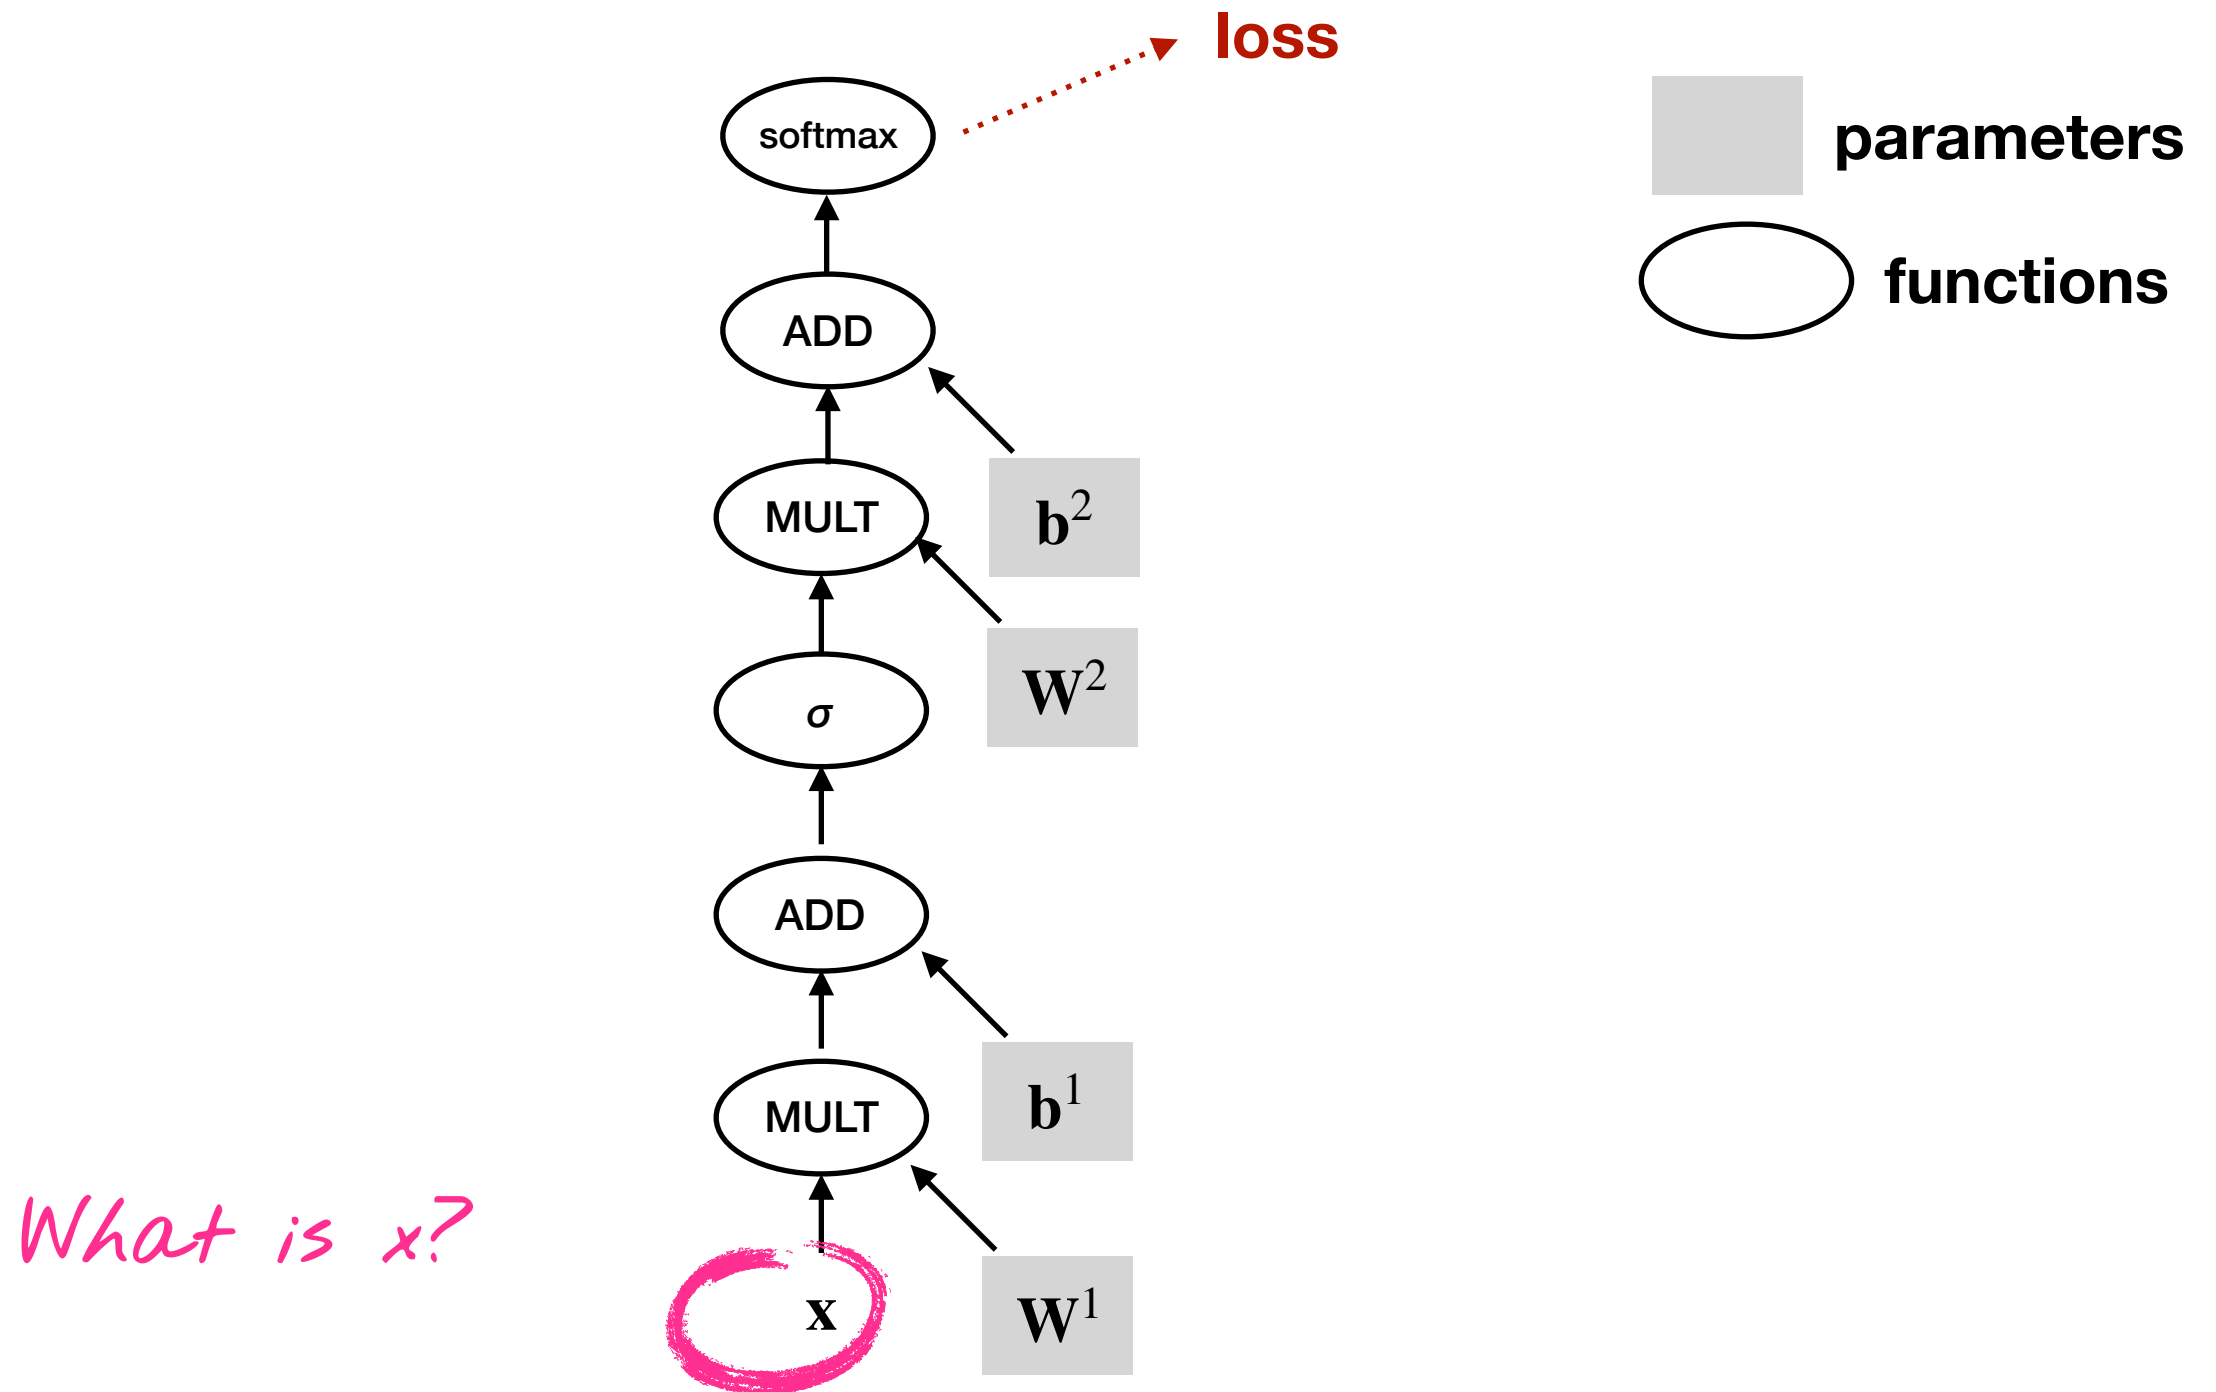 loss
softmax
parameters
functions
ADD
MULT
b²
W²
σ
ADD
MULT
b¹
What is x?
x
W¹